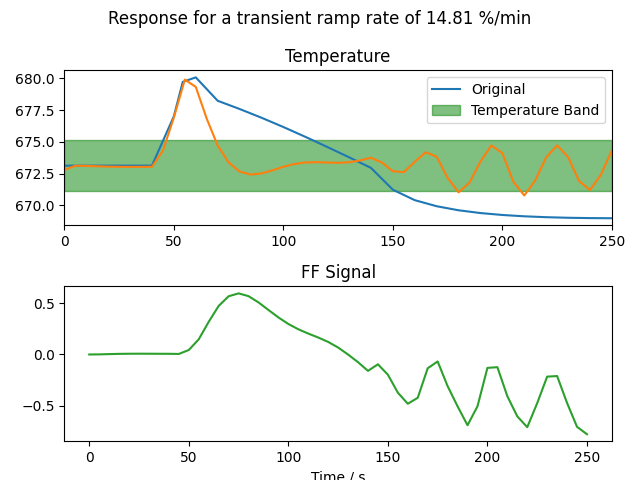 Response for a transient ramp rate of 14.81 %/min
Temperature
680.0
677.5
675.0
672.5
670.0
Original
Temperature Band
0 50 100 150 200 250
FF Signal
0.5
0.0
−0.5
0 50 100 150 200 250
Time / s